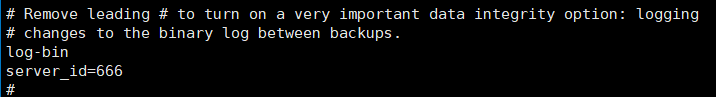 # Remove leading # to turn on a very important data integrity option: logging
# changes to the binary log between backups.
log-bin
server_id=666
#